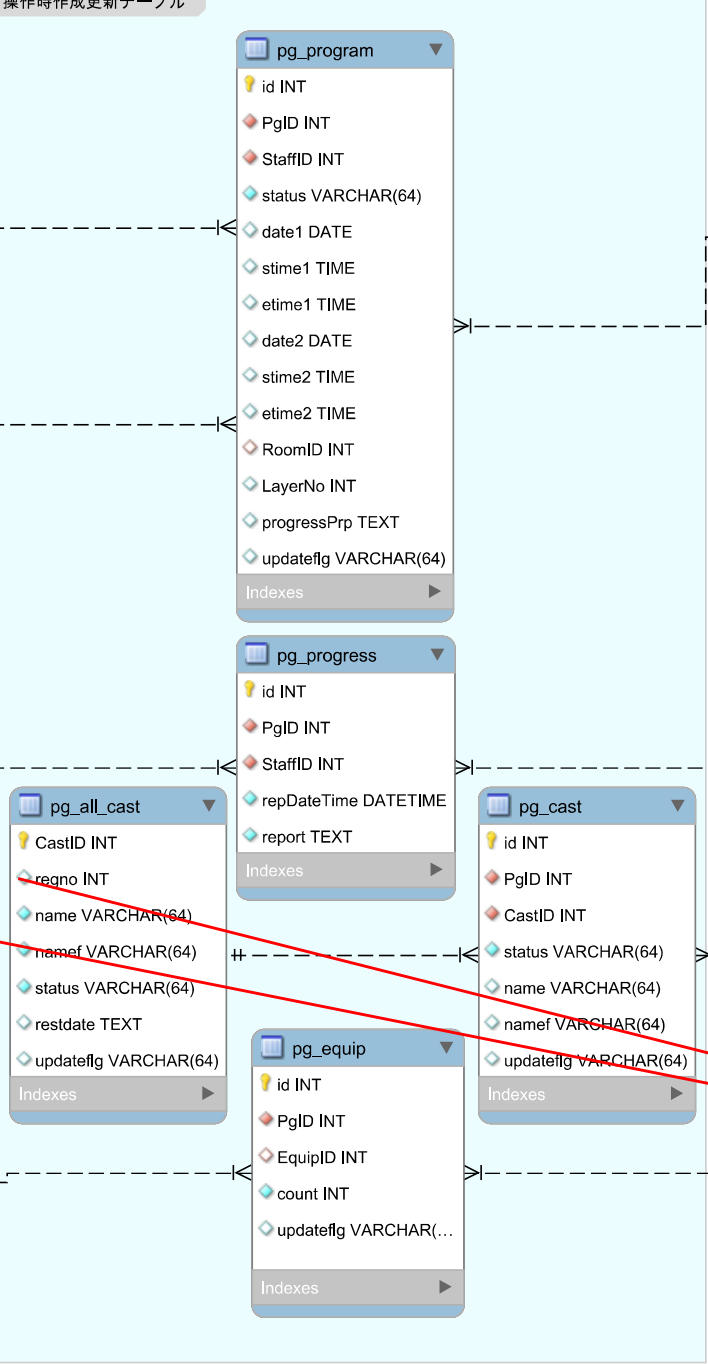 操作時作成更新テーブル
pg_program
id INT
PgID INT
StaffID INT
status VARCHAR(64)
date1 DATE
stime1 TIME
etime1 TIME
date2 DATE
stime2 TIME
etime2 TIME
RoomID INT
LayerNo INT
progressPrp TEXT
updateflg VARCHAR(64)
Indexes
pg_progress
id INT
PgID INT
StaffID INT
repDateTime DATETIME
report TEXT
Indexes
pg_all_cast
CastID INT
regno INT
name VARCHAR(64)
namef VARCHAR(64)
status VARCHAR(64)
restdate TEXT
updateflg VARCHAR(64)
Indexes
pg_cast
id INT
PgID INT
CastID INT
status VARCHAR(64)
name VARCHAR(64)
namef VARCHAR(64)
updateflg VARCHAR(64)
Indexes
pg_equip
id INT
PgID INT
EquipID INT
count INT
updateflg VARCHAR(...
Indexes